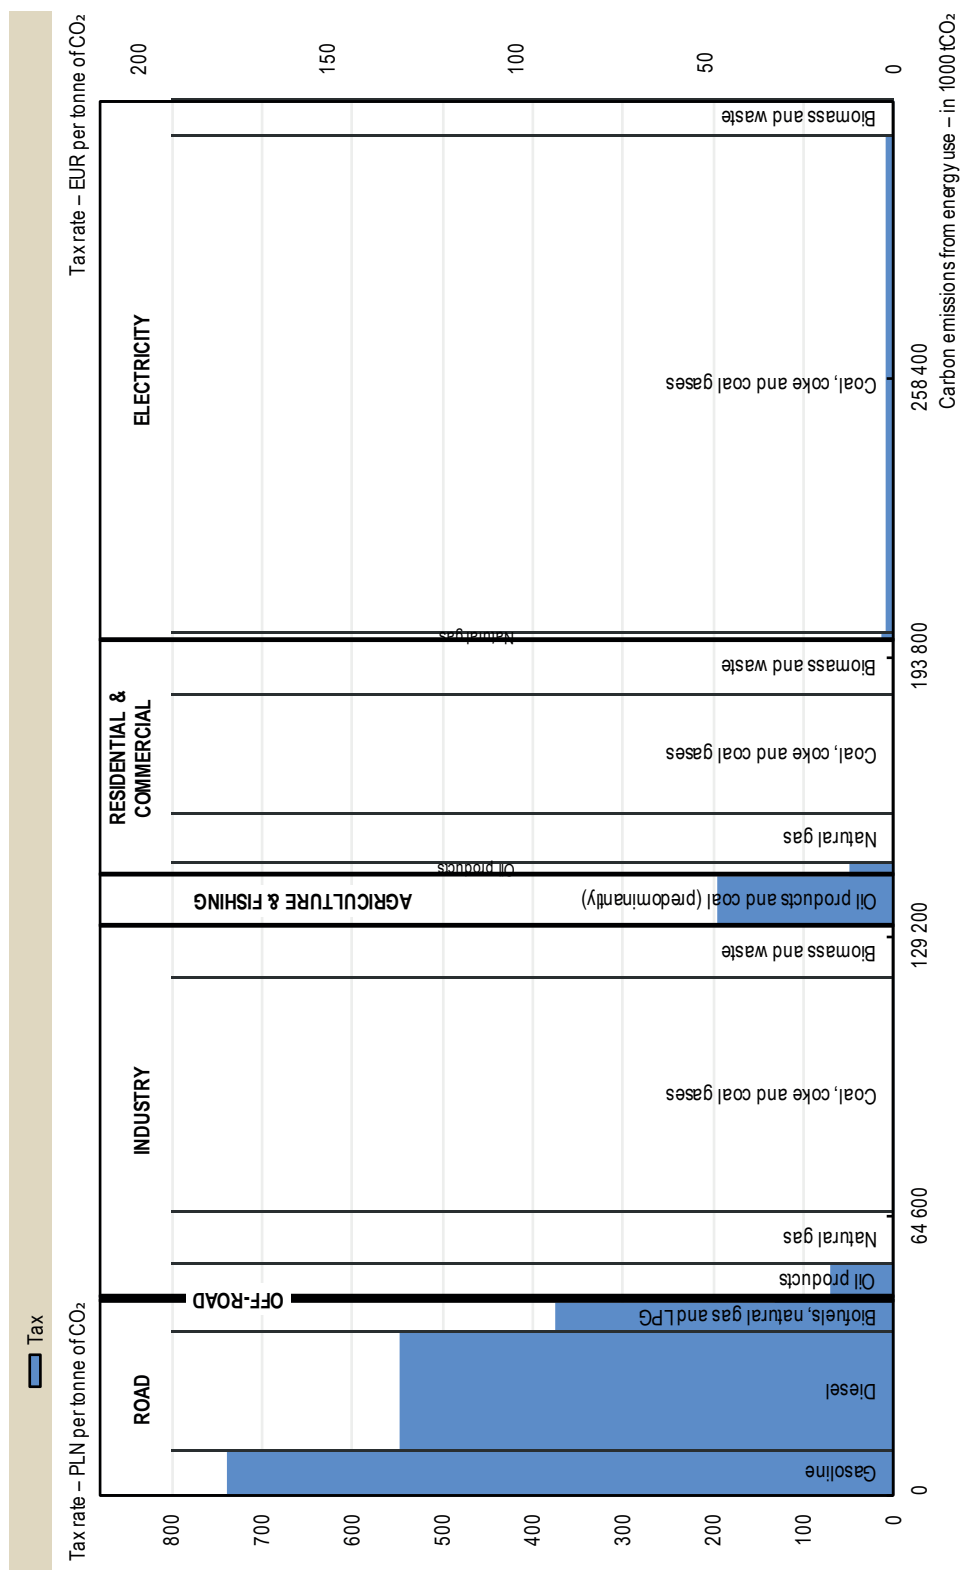 Tax
Tax rate – PLN per tonne of CO₂
Tax rate – EUR per tonne of CO₂
800
700
600
500
400
300
200
100
0
200
150
100
50
0
ROAD
OFF-ROAD
INDUSTRY
AGRICULTURE & FISHING
RESIDENTIAL &
COMMERCIAL
ELECTRICITY
Gasoline
Diesel
Biofuels, natural gas and LPG
Oil products
Natural gas
Coal, coke and coal gases
Biomass and waste
Oil products and coal (predominantly)
Oil products
Natural gas
Coal, coke and coal gases
Biomass and waste
Natural gas
Coal, coke and coal gases
Biomass and waste
0
64 600
129 200
193 800
258 400
Carbon emissions from energy use – in 1000 tCO₂